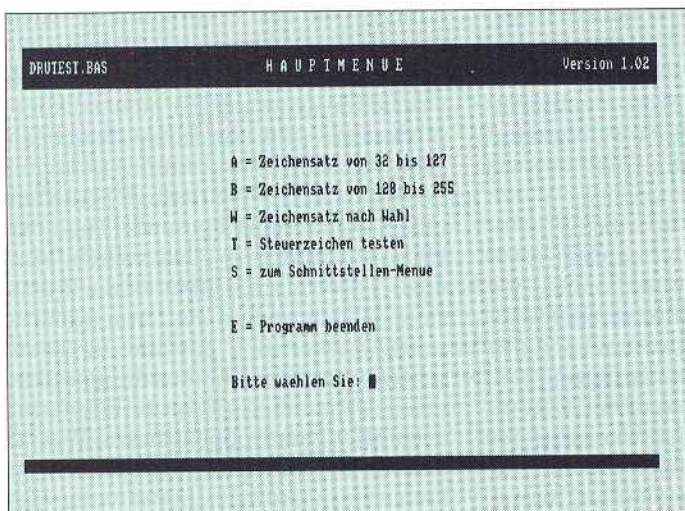 DRUTEST.BAS H A U P T M E N U E Version 1.02
A = Zeichensatz von 32 bis 127
B = Zeichensatz von 128 bis 255
W = Zeichensatz nach Wahl
T = Steuerzeichen testen
S = zum Schnittstellen-Menue
E = Programm beenden
Bitte waehlen Sie: